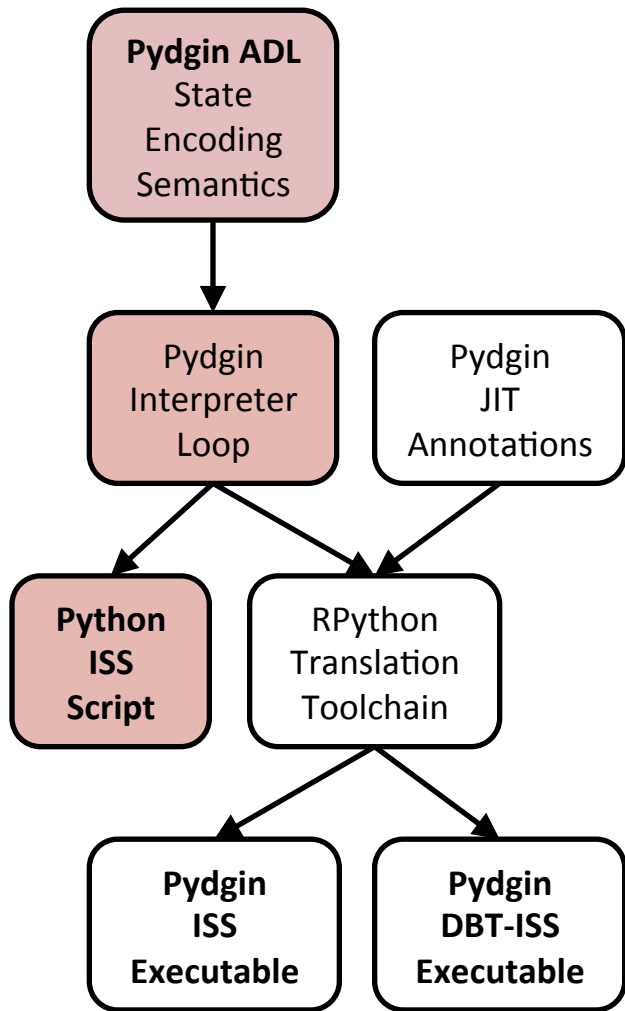 Pydgin ADL
State
Encoding
Semantics
Pydgin
Interpreter
Loop
Pydgin
JIT
Annotations
Python
ISS
Script
RPython
Translation
Toolchain
Pydgin
ISS
Executable
Pydgin
DBT-ISS
Executable